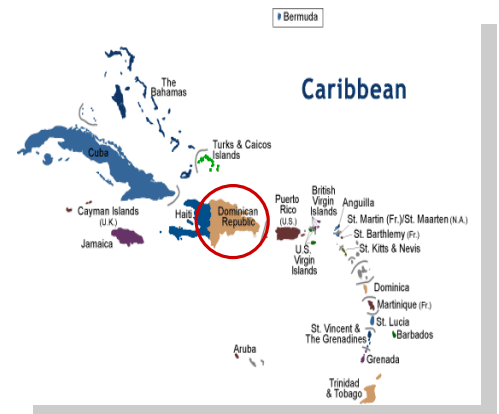 Bermuda
Caribbean
The
Bahamas
Cuba
Turks & Caicos
Islands
Cayman Islands
(U.K.)
Jamaica
Haiti
Dominican
Republic
Puerto
Rico
(U.S.)
British
Virgin
Islands
U.S.
Virgin
Islands
Anguilla
St. Martin (Fr.)/St. Maarten (N.A.)
St. Barthlemy (Fr.)
St. Kitts & Nevis
Dominica
Martinique (Fr.)
St. Lucia
St. Vincent &
The Grenadines
Barbados
Grenada
Aruba
Trinidad
& Tobago